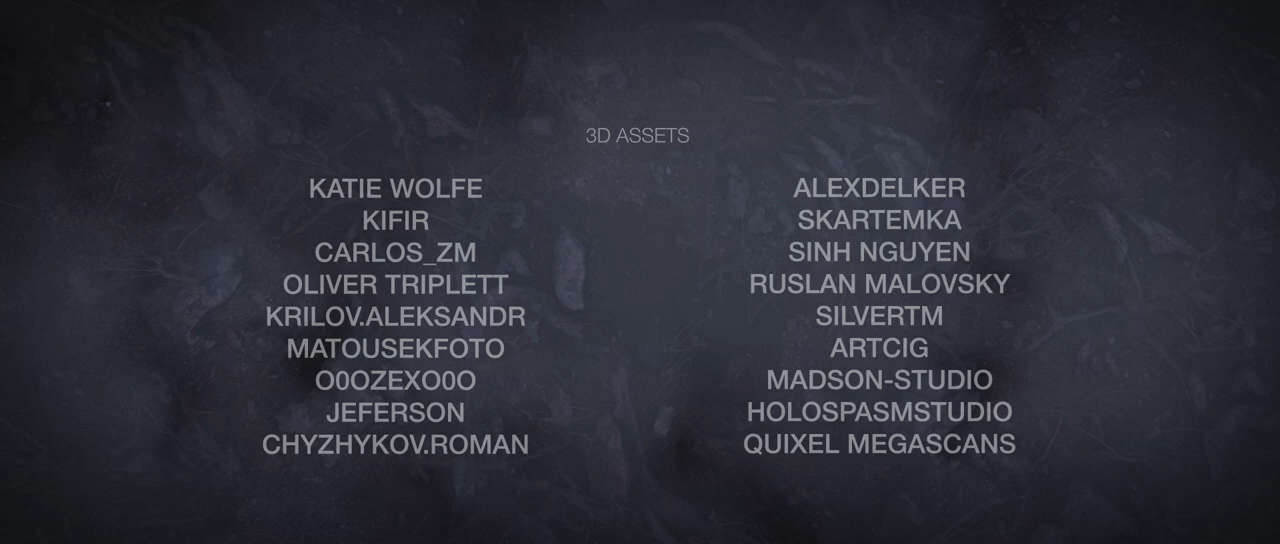 3D ASSETS
KATIE WOLFE
KIFIR
CARLOS_ZM
OLIVER TRIPLETT
KRILOV.ALEKSANDR
MATOUSEKFOTO
O0OZEXO0O
JEFERSON
CHYZHYKOV.ROMAN
ALEXDELKER
SKARTEMKA
SINH NGUYEN
RUSLAN MALOVSKY
SILVERTM
ARTCIG
MADSON-STUDIO
HOLOSPASMSTUDIO
QUIXEL MEGASCANS